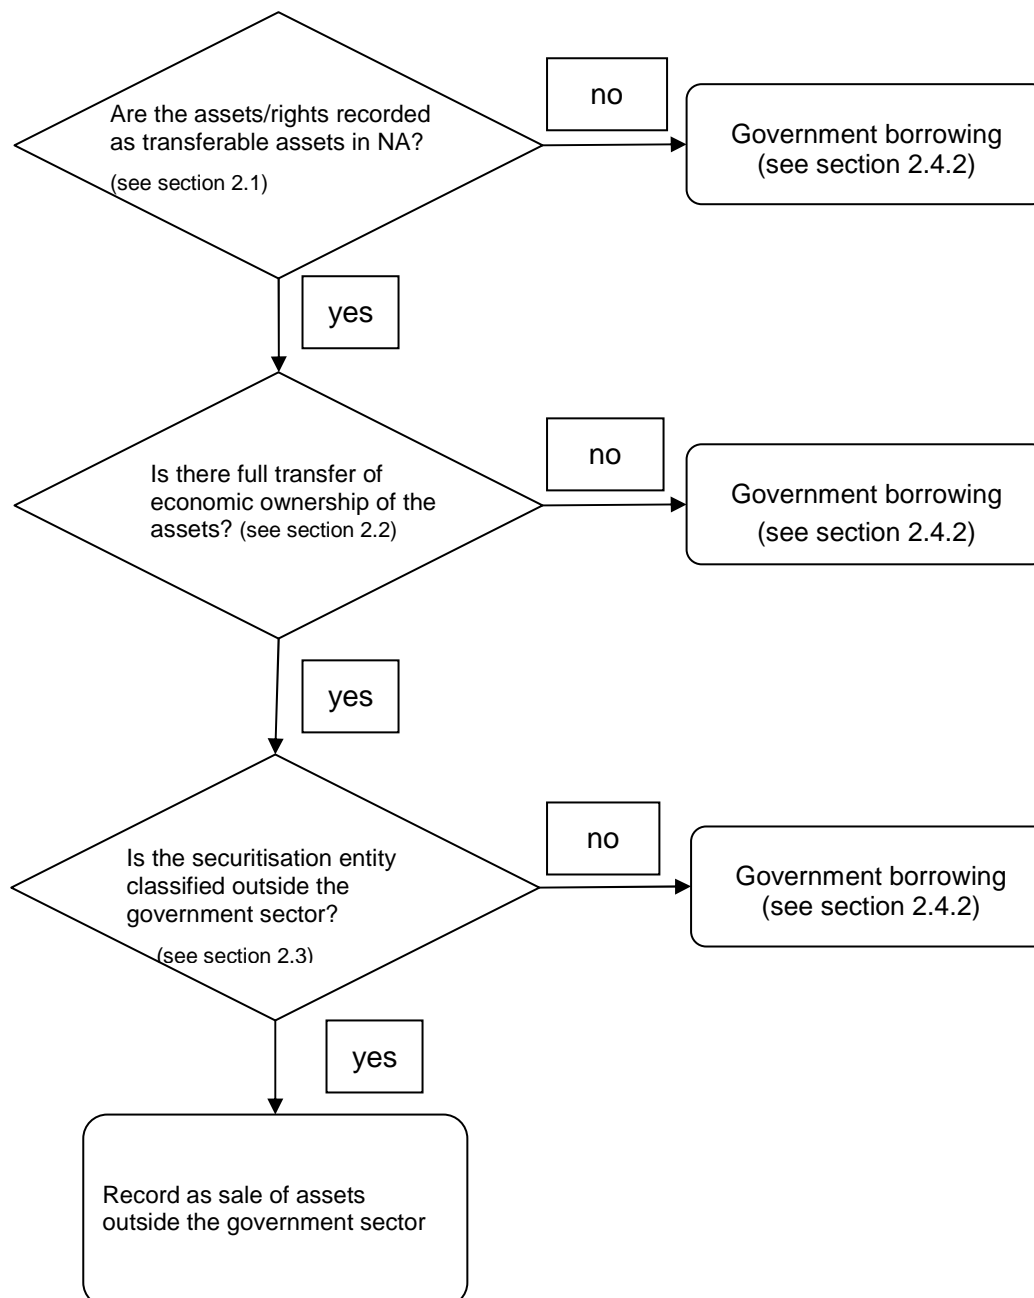 Are the assets/rights recorded
as transferable assets in NA?
(see section 2.1)
no
Government borrowing
(see section 2.4.2)
yes
Is there full transfer of
economic ownership of the
assets? (see section 2.2)
no
Government borrowing
(see section 2.4.2)
yes
Is the securitisation entity
classified outside the
government sector?
(see section 2.3)
no
Government borrowing
(see section 2.4.2)
yes
Record as sale of assets
outside the government sector